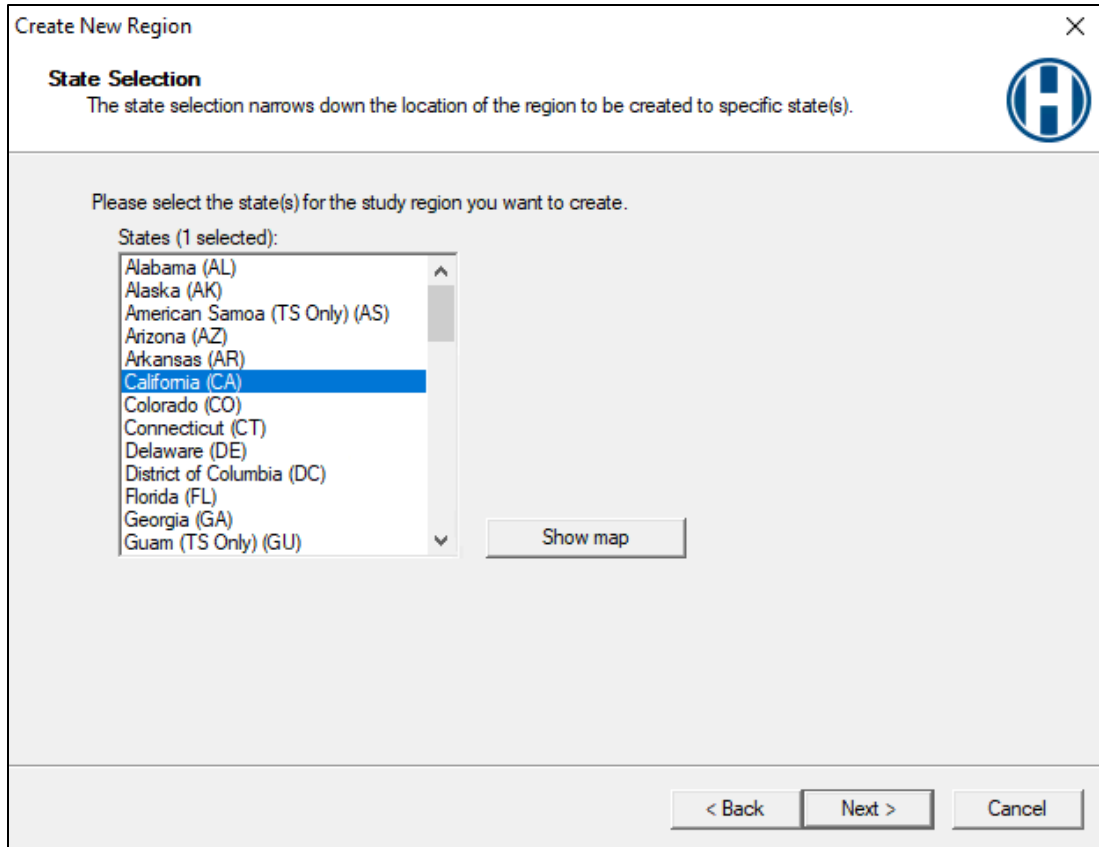 Create New Region
State Selection
The state selection narrows down the location of the region to be created to specific state(s).
Please select the state(s) for the study region you want to create.
States (1 selected):
Alabama (AL)
Alaska (AK)
American Samoa (TS Only) (AS)
Arizona (AZ)
Arkansas (AR)
California (CA)
Colorado (CO)
Connecticut (CT)
Delaware (DE)
District of Columbia (DC)
Florida (FL)
Georgia (GA)
Guam (TS Only) (GU)
Show map
< Back
Next >
Cancel